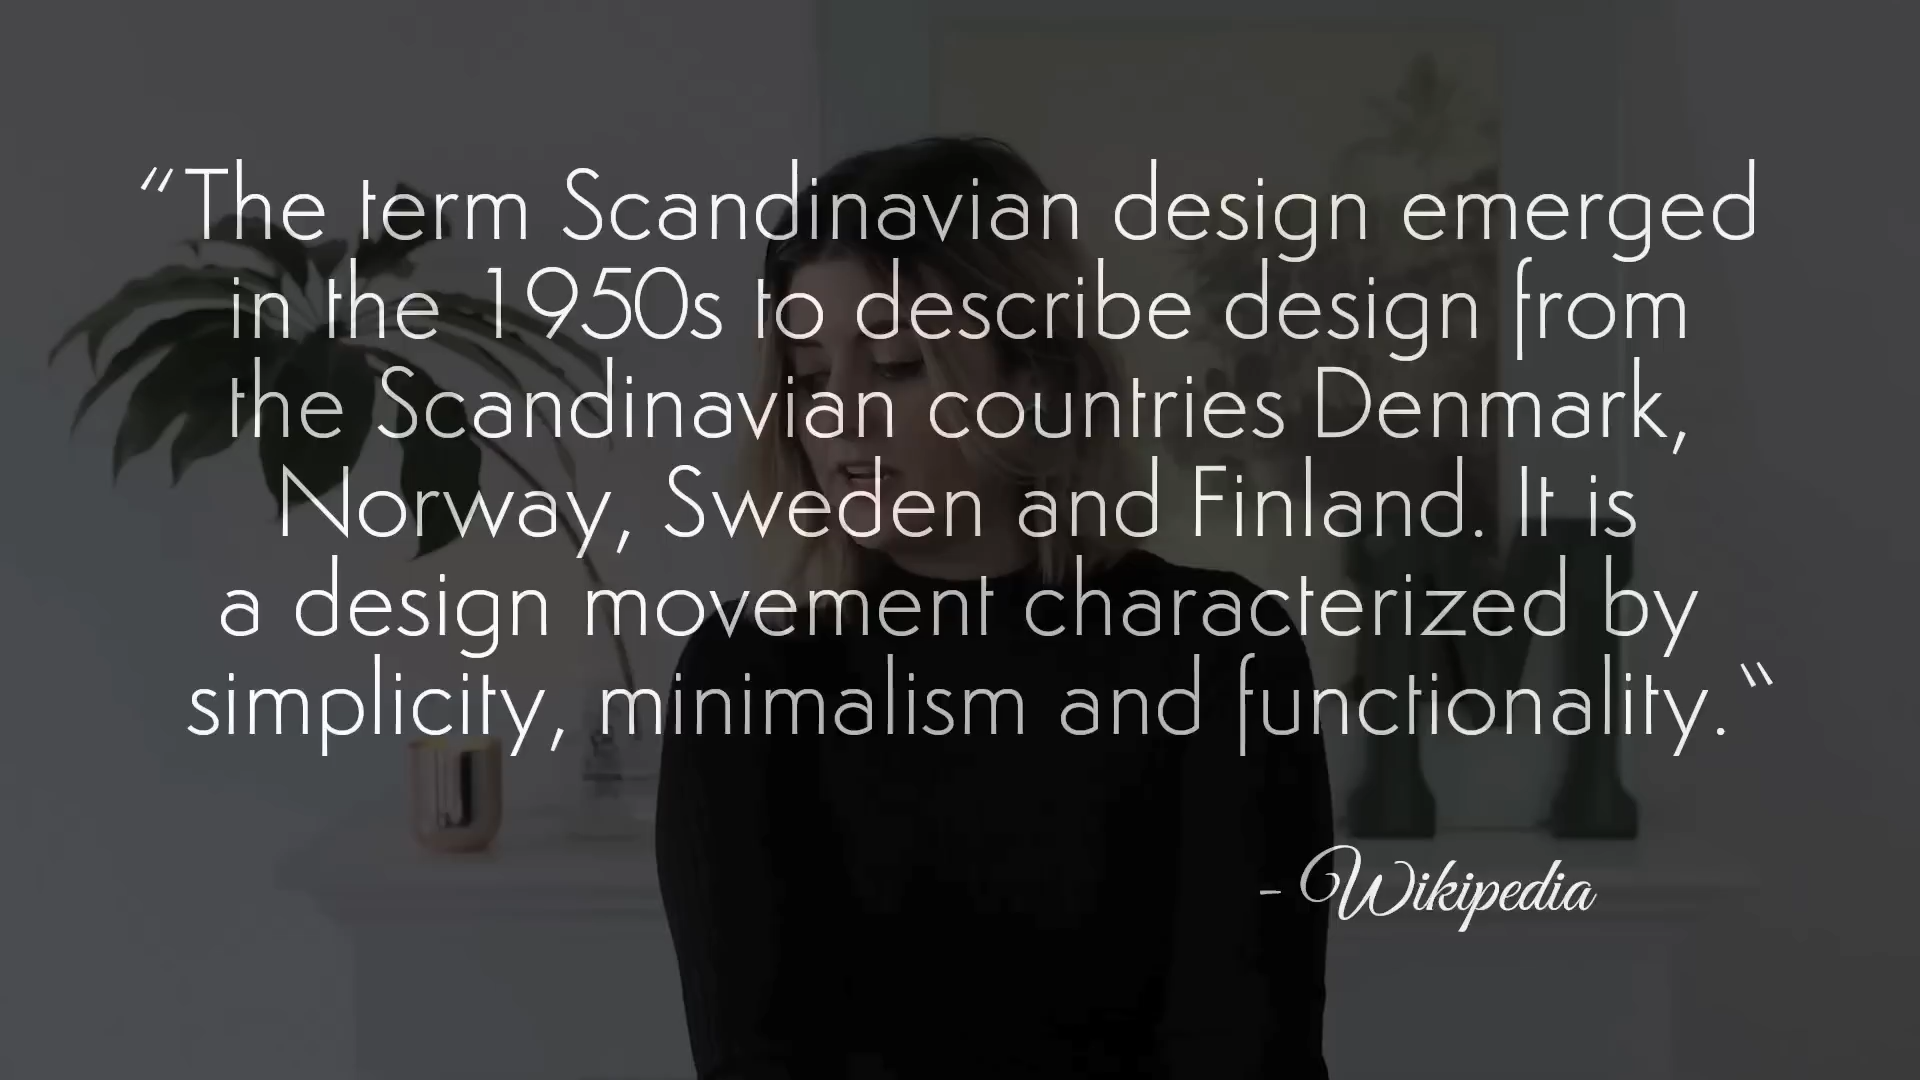 “The term Scandinavian design emerged
in the 1950s to describe design from
the Scandinavian countries Denmark,
Norway, Sweden and Finland. It is
a design movement characterized by
simplicity, minimalism and functionality.“
- Wikipedia